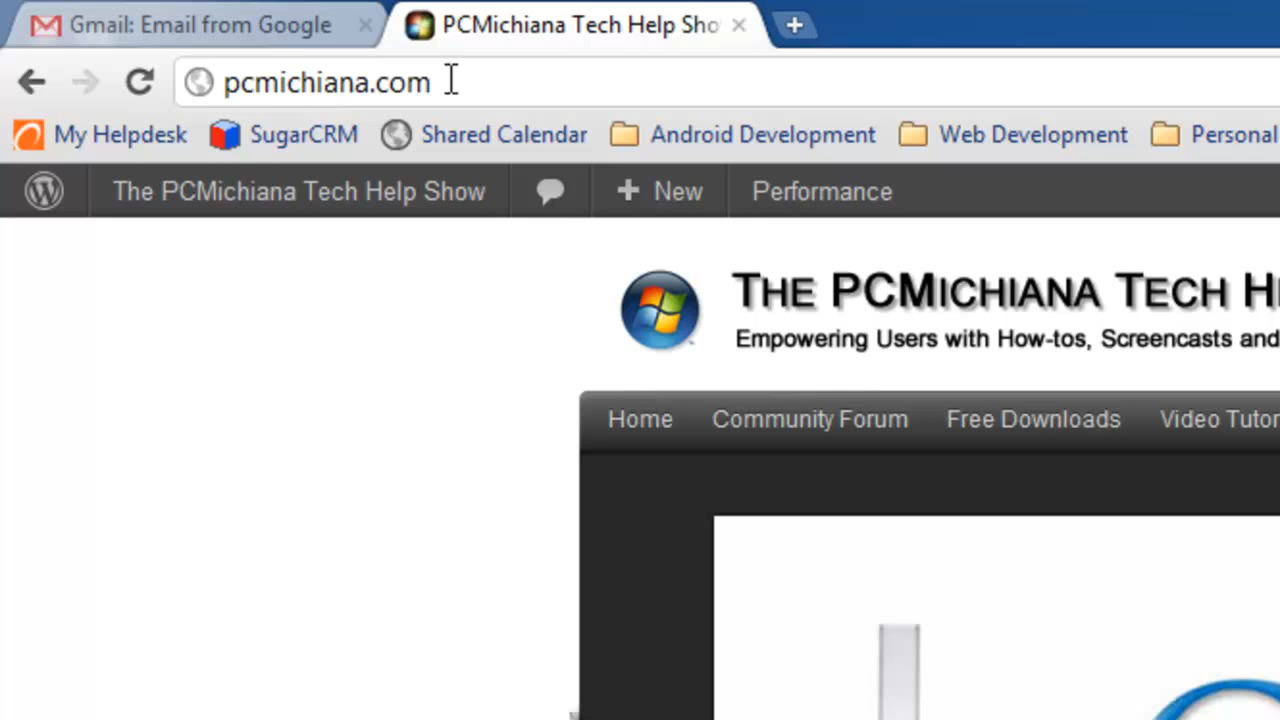 Gmail: Email from Google
PCMichiana Tech Help Sho
pcmichiana.com
My Helpdesk SugarCRM Shared Calendar Android Development Web Development Personal
The PCMichiana Tech Help Show New Performance
THE PCMICHIANA TECH H
Empowering Users with How-tos, Screencasts and
Home Community Forum Free Downloads Video Tutor